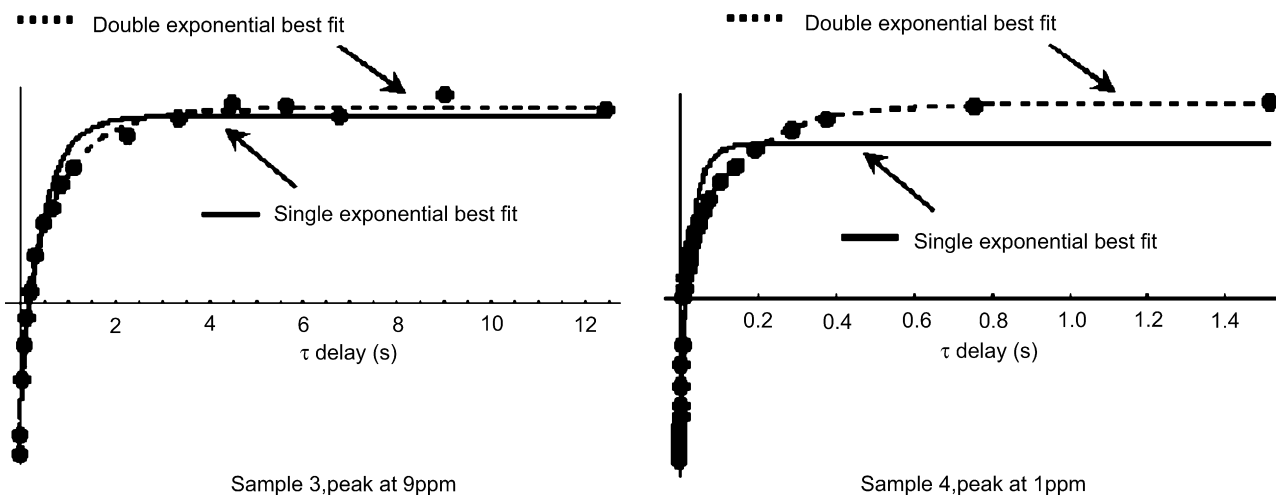 Double exponential best fit
Single exponential best fit
2 4 6 8 10 12
τ delay (s)
Sample 3,peak at 9ppm
Double exponential best fit
Single exponential best fit
0.2 0.4 0.6 0.8 1.0 1.2 1.4
τ delay (s)
Sample 4,peak at 1ppm